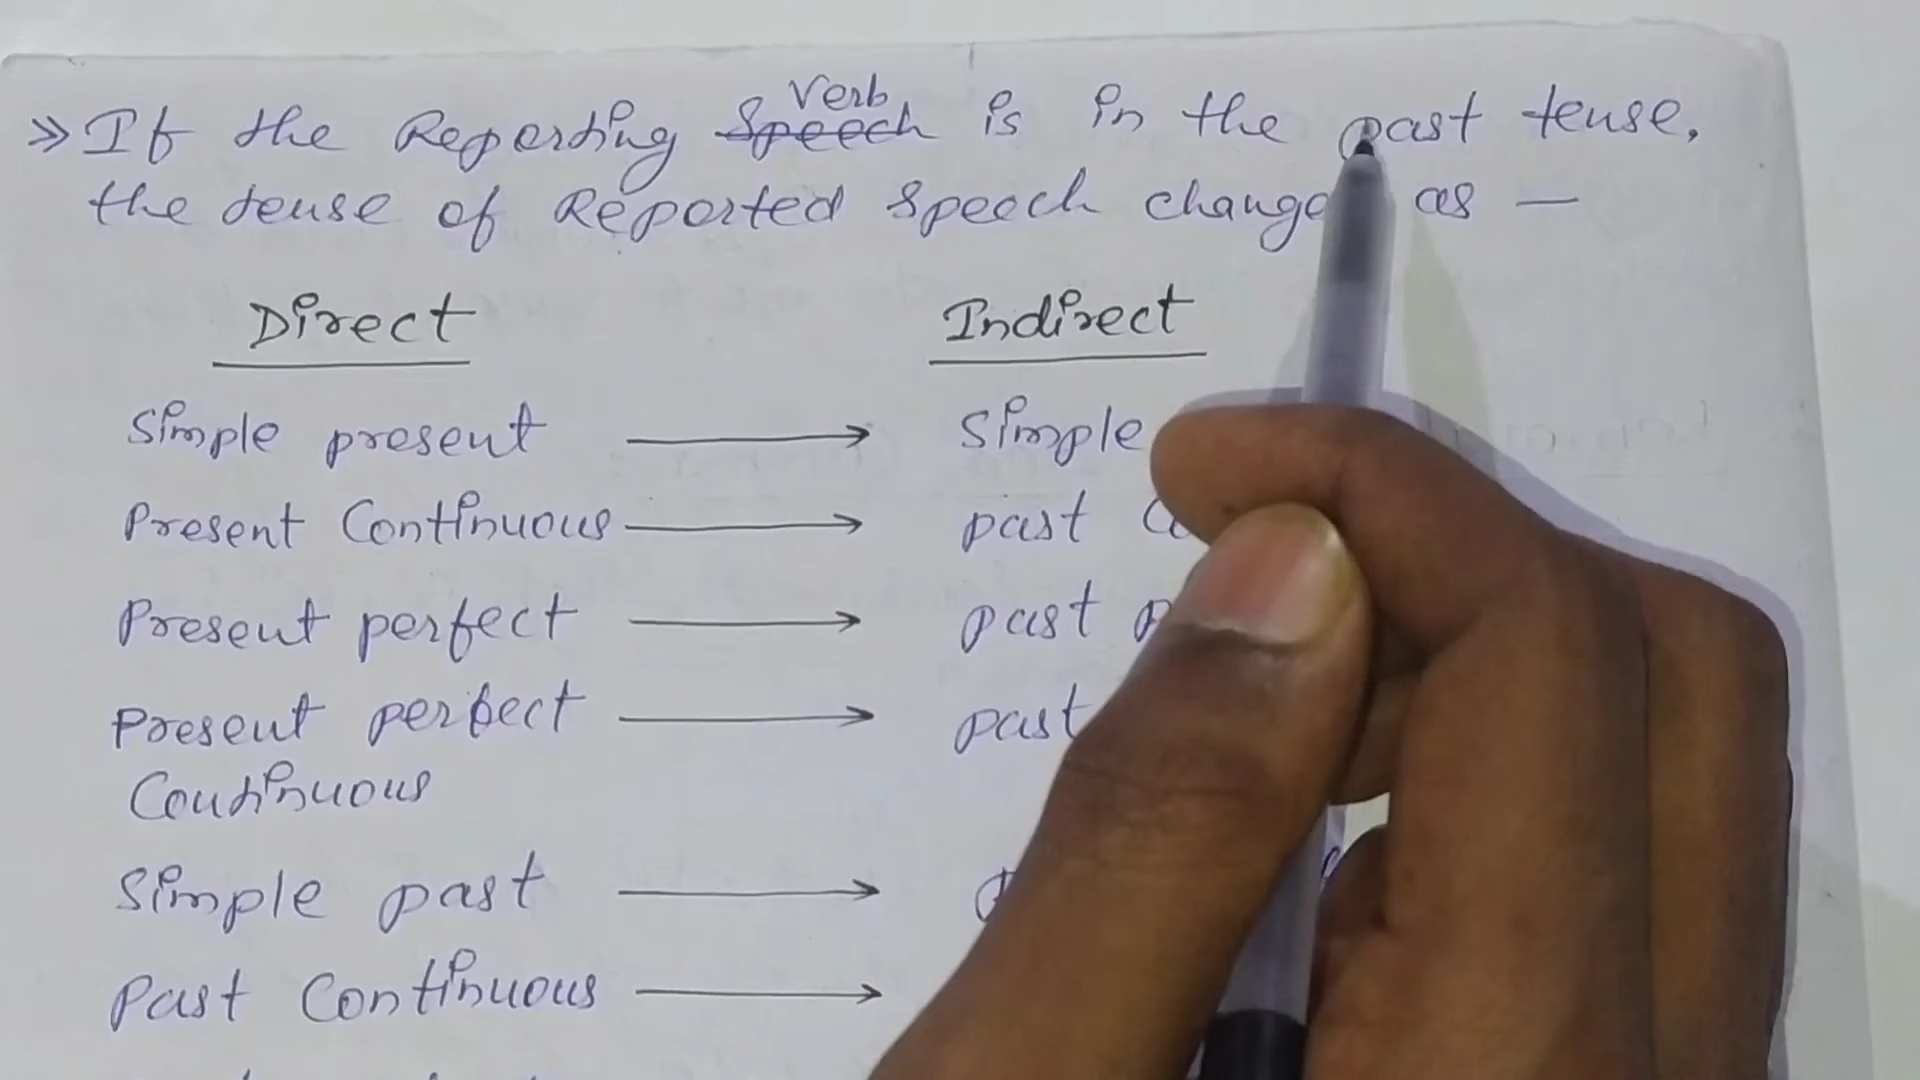 » If the Reporting Speech Verb is in the past tense,
the tense of Reported Speech change as —
Direct Indirect
Simple present → Simple
Present Continuous → past
Present perfect → past
Present perfect → past
Continuous
Simple past →
Past Continuous →